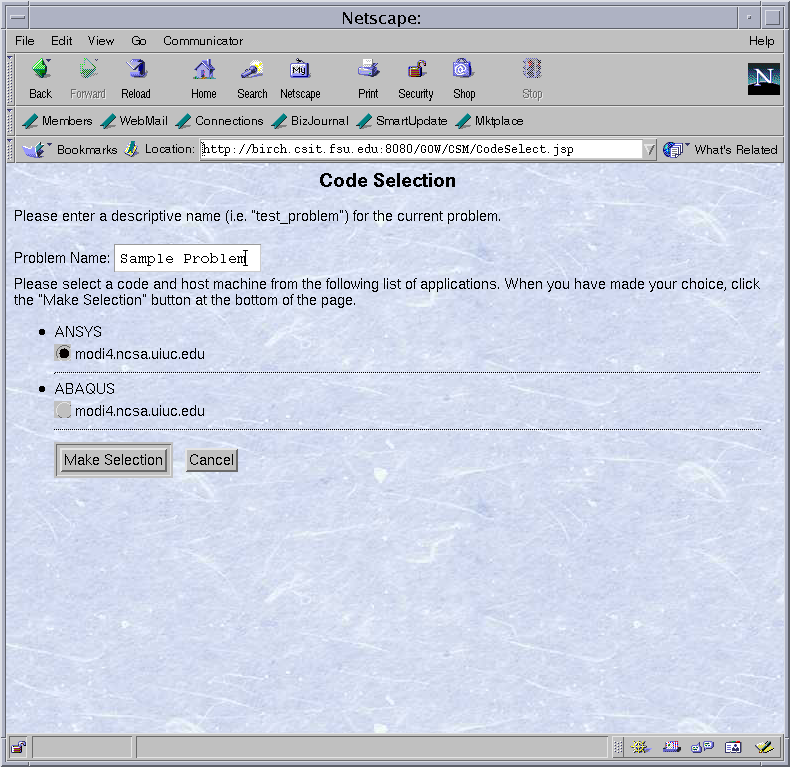 Netscape:
File Edit View Go Communicator Help
Back Forward Reload Home Search Netscape Print Security Shop Stop
My
N
Members WebMail Connections BizJournal SmartUpdate Mktplace
Bookmarks Location: http://birch.csit.fsu.edu:8080/GOW/CSM/CodeSelect.jsp What's Related
Code Selection
Please enter a descriptive name (i.e. "test_problem") for the current problem.
Problem Name: Sample Problem
Please select a code and host machine from the following list of applications. When you have made your choice, click
the "Make Selection" button at the bottom of the page.
ANSYS
modi4.ncsa.uiuc.edu
ABAQUS
modi4.ncsa.uiuc.edu
Make Selection Cancel